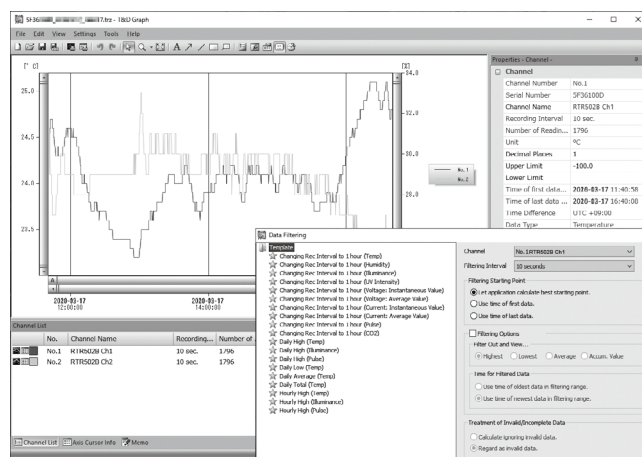 T&D Graph
File Edit View Settings Tools Help
[° C]
[%]
25.0
24.5
24.0
23.5
34.0
32.0
30.0
28.0
No.1
No.2
2020-03-17
12:00:00
2020-03-17
14:00:00
Properties - Channel -
Channel
Channel Number No.1
Serial Number 5F36100D
Channel Name RTR502B Ch1
Recording Interval 10 sec.
Number of Readin... 1796
Unit °C
Decimal Places 1
Upper Limit -100.0
Lower Limit
Time of first data... 2020-03-17 11:40:58
Time of last data ... 2020-03-17 16:40:08
Time Difference UTC +09:00
Data Type Temperature
Channel List
No. Channel Name Recording... Number of
No.1 RTR502B Ch1 10 sec. 1796
No.2 RTR502B Ch2 10 sec. 1796
Channel List Axis Cursor Info Memo
Data Filtering
Template
Changing Rec Interval to 1 hour (Temp)
Changing Rec Interval to 1 hour (Humidity)
Changing Rec Interval to 1 hour (Illuminance)
Changing Rec Interval to 1 hour (UV Intensity)
Changing Rec Interval to 1 hour (Voltage: Instantaneous Value)
Changing Rec Interval to 1 hour (Voltage: Average Value)
Changing Rec Interval to 1 hour (Current: Instantaneous Value)
Changing Rec Interval to 1 hour (Current: Average Value)
Changing Rec Interval to 1 hour (Pulse)
Changing Rec Interval to 1 hour (CO2)
Daily High (Temp)
Daily High (Illuminance)
Daily High (Pulse)
Daily Low (Temp)
Daily Average (Temp)
Daily Total (Temp)
Hourly High (Temp)
Hourly High (Illuminance)
Hourly High (Pulse)
Channel No.1RTR502B Ch1
Filtering Interval 10 seconds
Filtering Starting Point
Let application calculate best starting point.
Use time of first data.
Use time of last data.
Filtering Options
Filter Out and View...
Highest Lowest Average Accum. Value
Time for Filtered Data
Use time of oldest data in filtering range.
Use time of newest data in filtering range.
Treatment of Invalid/Incomplete Data
Calculate ignoring invalid data.
Regard as invalid data.